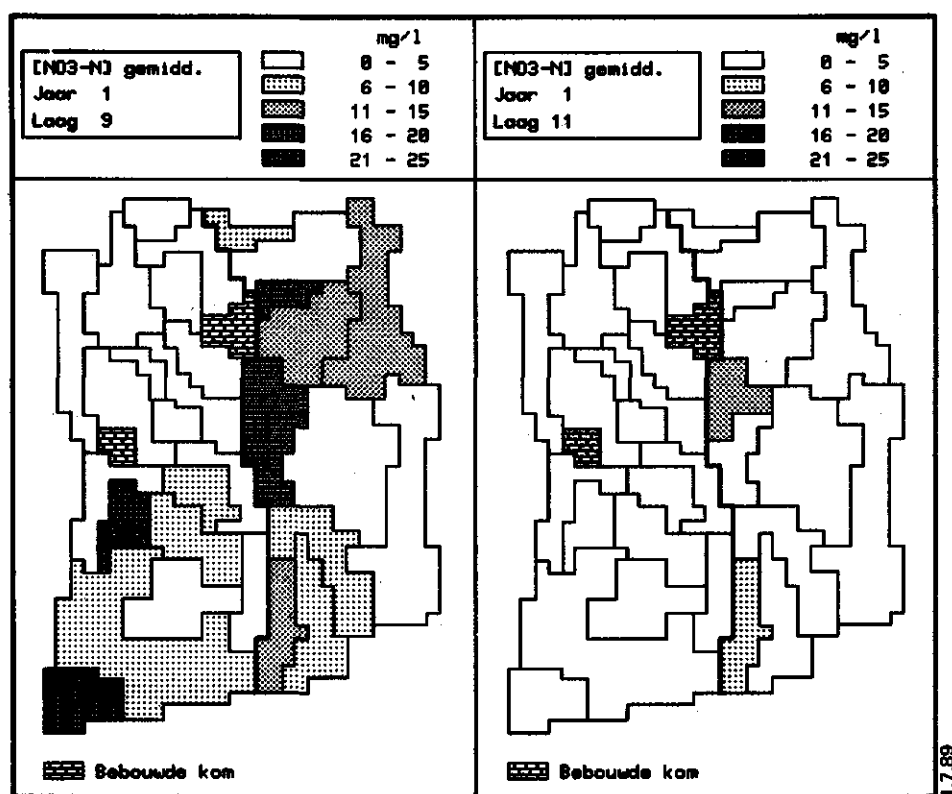 [NO3-N] gemidd.
Jaar 1
Laag 9
mg/l
0 - 5
6 - 10
11 - 15
16 - 20
21 - 25
[NO3-N] gemidd.
Jaar 1
Laag 11
mg/l
0 - 5
6 - 10
11 - 15
16 - 20
21 - 25
Bebouwde kom
Bebouwde kom
7.89